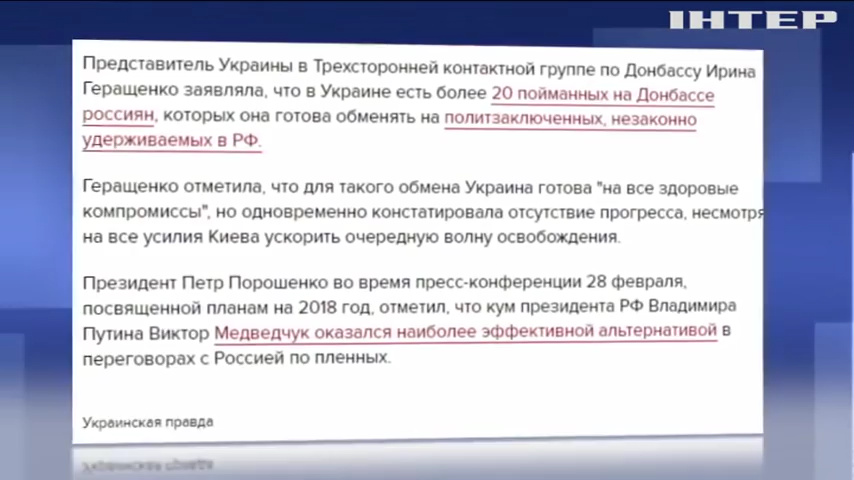 ІНТЕР
Представитель Украины в Трехсторонней контактной группе по Донбассу Ирина
Геращенко заявляла, что в Украине есть более 20 пойманных на Донбассе
россиян, которых она готова обменять на политзаключенных, незаконно
удерживаемых в РФ.
Геращенко отметила, что для такого обмена Украина готова "на все здоровые
компромиссы", но одновременно констатировала отсутствие прогресса, несмотря
на все усилия Киева ускорить очередную волну освобождения.
Президент Петр Порошенко во время пресс-конференции 28 февраля,
посвященной планам на 2018 год, отметил, что кум президента РФ Владимира
Путина Виктор Медведчук оказался наиболее эффективной альтернативой в
переговорах с Россией по пленных.
Украинская правда